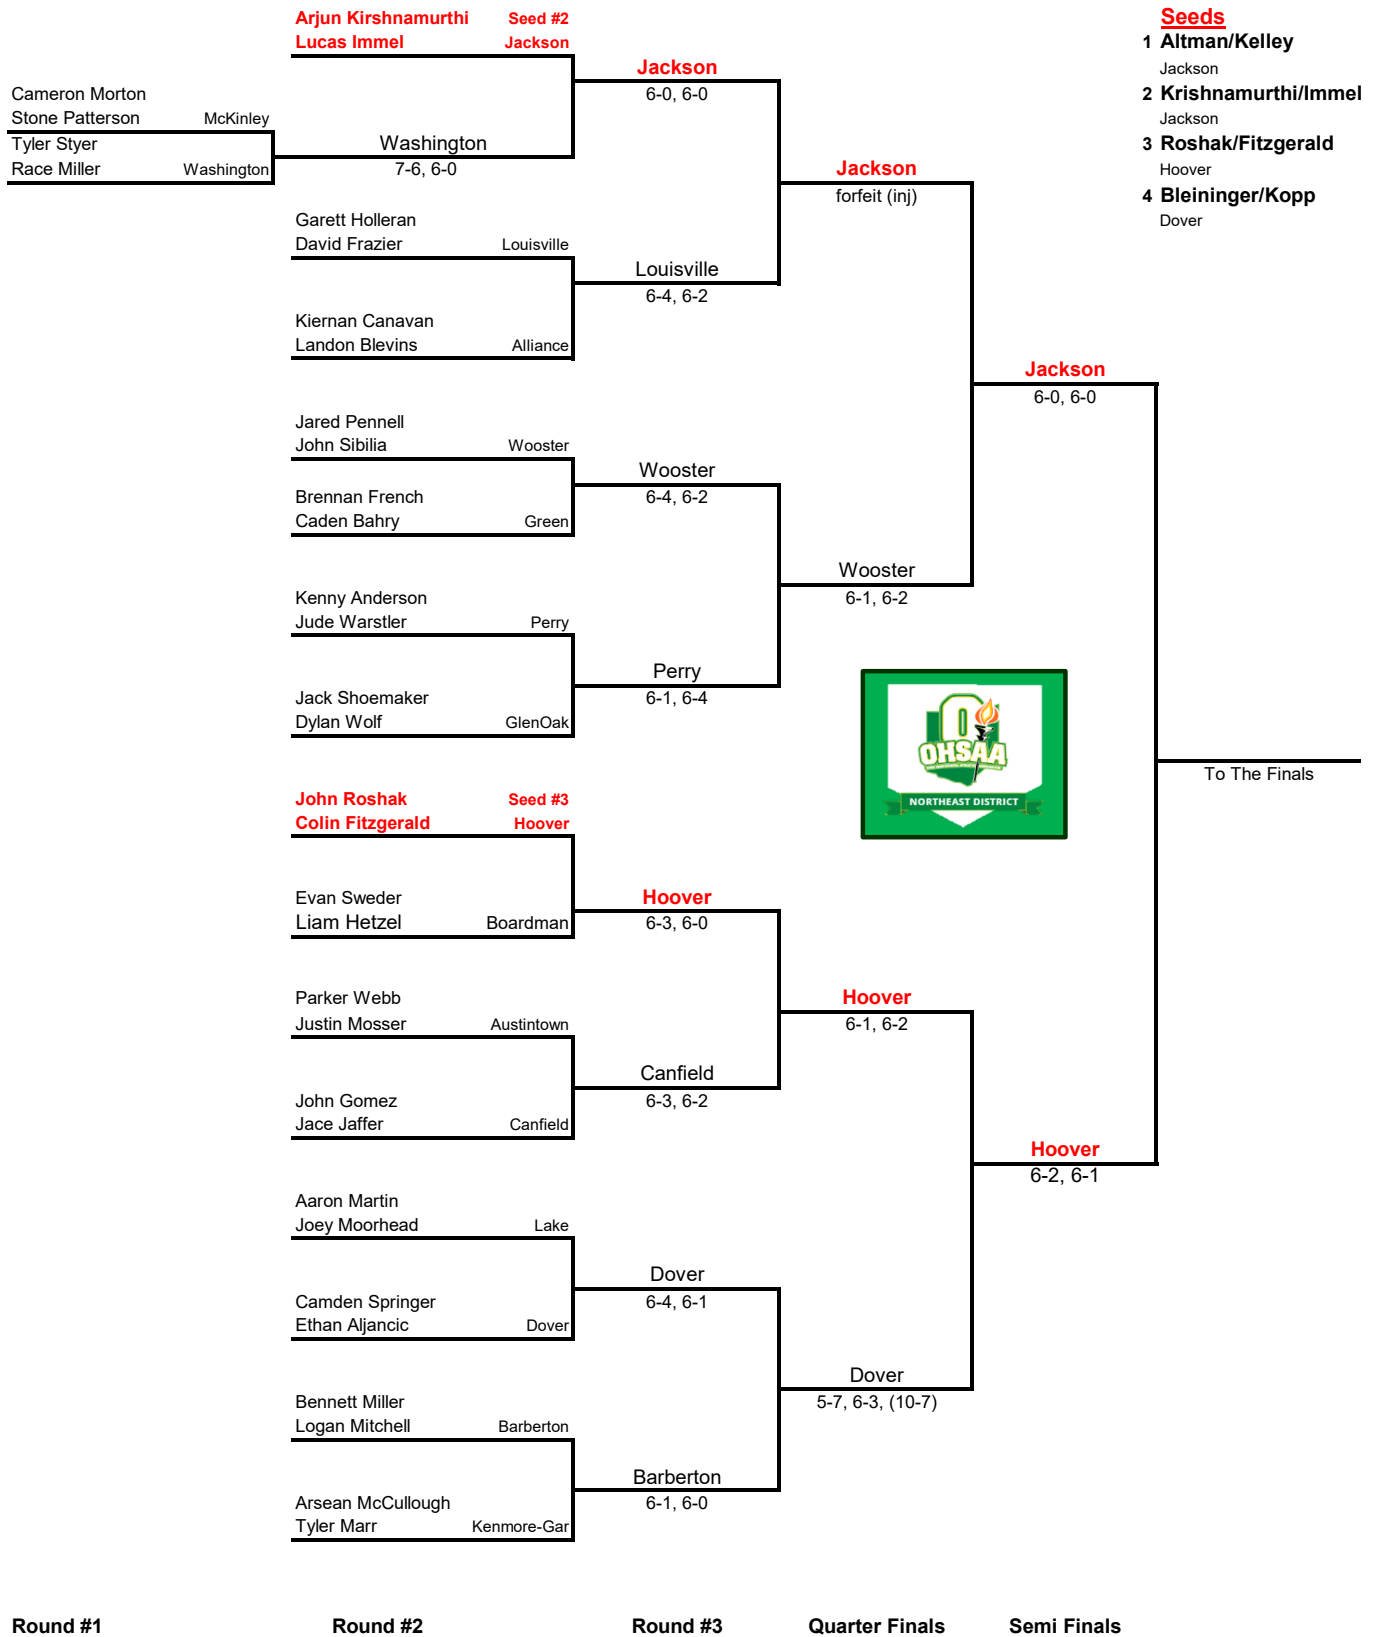 Arjun Kirshnamurthi Seed #2
Lucas Immel Jackson
Seeds
1 Altman/Kelley
Jackson
2 Krishnamurthi/Immel
Jackson
3 Roshak/Fitzgerald
Hoover
4 Bleininger/Kopp
Dover
Jackson
6-0, 6-0
Cameron Morton
Stone Patterson McKinley
Tyler Styer
Race Miller Washington
Washington
7-6, 6-0
Jackson
forfeit (inj)
Garett Holleran
David Frazier Louisville
Louisville
6-4, 6-2
Kiernan Canavan
Landon Blevins Alliance
Jackson
6-0, 6-0
Jared Pennell
John Sibilia Wooster
Wooster
6-4, 6-2
Brennan French
Caden Bahry Green
Wooster
6-1, 6-2
Kenny Anderson
Jude Warstler Perry
Perry
6-1, 6-4
Jack Shoemaker
Dylan Wolf GlenOak
OHSAA
NORTHEAST DISTRICT
To The Finals
John Roshak Seed #3
Colin Fitzgerald Hoover
Hoover
6-3, 6-0
Evan Sweder
Liam Hetzel Boardman
Parker Webb
Justin Mosser Austintown
Hoover
6-1, 6-2
Canfield
6-3, 6-2
John Gomez
Jace Jaffer Canfield
Hoover
6-2, 6-1
Aaron Martin
Joey Moorhead Lake
Dover
6-4, 6-1
Camden Springer
Ethan Aljancic Dover
Dover
5-7, 6-3, (10-7)
Bennett Miller
Logan Mitchell Barberton
Barberton
6-1, 6-0
Arsean McCullough
Tyler Marr Kenmore-Gar
Round #1 Round #2 Round #3 Quarter Finals Semi Finals